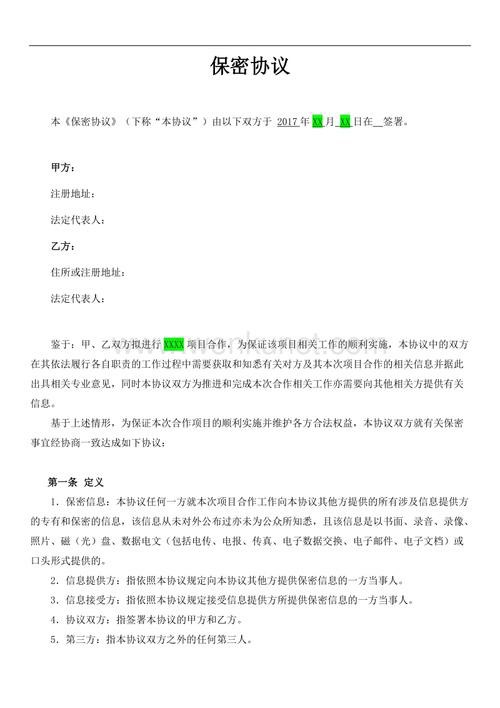 保密协议
本《保密协议》（下称“本协议”）由以下双方于 2017 年 XX 月 XX 日在__签署。
甲方：
注册地址：
法定代表人：
乙方：
住所或注册地址：
法定代表人：
鉴于：甲、乙双方拟进行 XXXX 项目合作，为保证该项目相关工作的顺利实施，本协议中的双方
在其依法履行各自职责的工作过程中需要获取和知悉有关对方及其本次项目合作的相关信息并据此
出具相关专业意见，同时本协议双方为推进和完成本次合作相关工作亦需要向其他相关方提供有关
信息。
基于上述情形，为保证本次合作项目的顺利实施并维护各方合法权益，本协议双方就有关保密
事宜经协商一致达成如下协议：
第一条 定义
1．保密信息：本协议任何一方就本次项目合作工作向本协议其他方提供的所有涉及信息提供方
的专有和保密的信息，该信息从未对外公布过亦未为公众所知悉，且该信息是以书面、录音、录像、
照片、磁（光）盘、数据电文（包括电传、电报、传真、电子数据交换、电子邮件、电子文档）或
口头形式提供的。
2．信息提供方：指依照本协议规定向本协议其他方提供保密信息的一方当事人。
3．信息接受方：指依照本协议规定接受信息提供方所提供保密信息的一方当事人。
4．协议双方：指签署本协议的甲方和乙方。
5．第三方：指本协议双方之外的任何第三人。